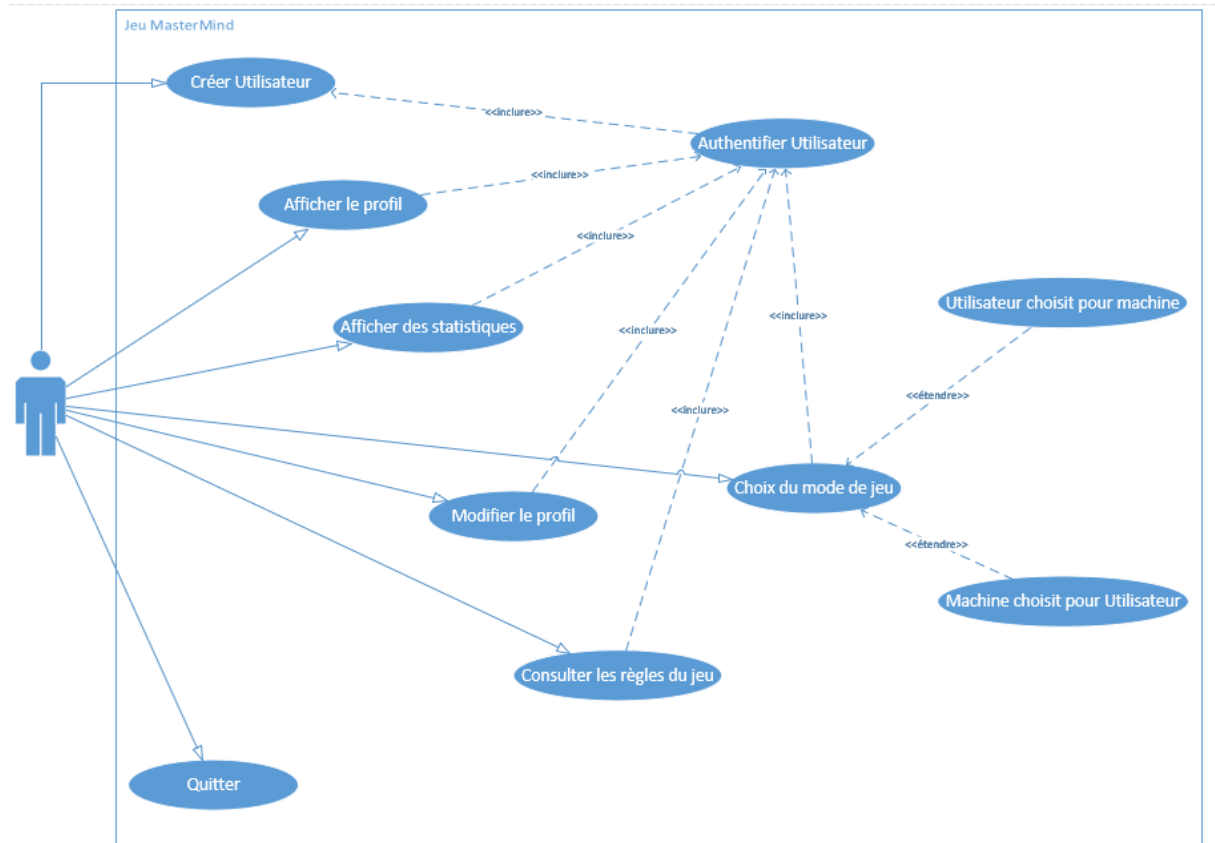 Jeu MasterMind
Créer Utilisateur
<<inclure>>
Authentifier Utilisateur
<<inclure>>
Afficher le profil
<<inclure>>
Utilisateur choisit pour machine
<<inclure>>
Afficher des statistiques
<<inclure>>
<<étendre>>
<<inclure>>
Choix du mode de jeu
Modifier le profil
<<étendre>>
Machine choisit pour Utilisateur
Consulter les règles du jeu
Quitter